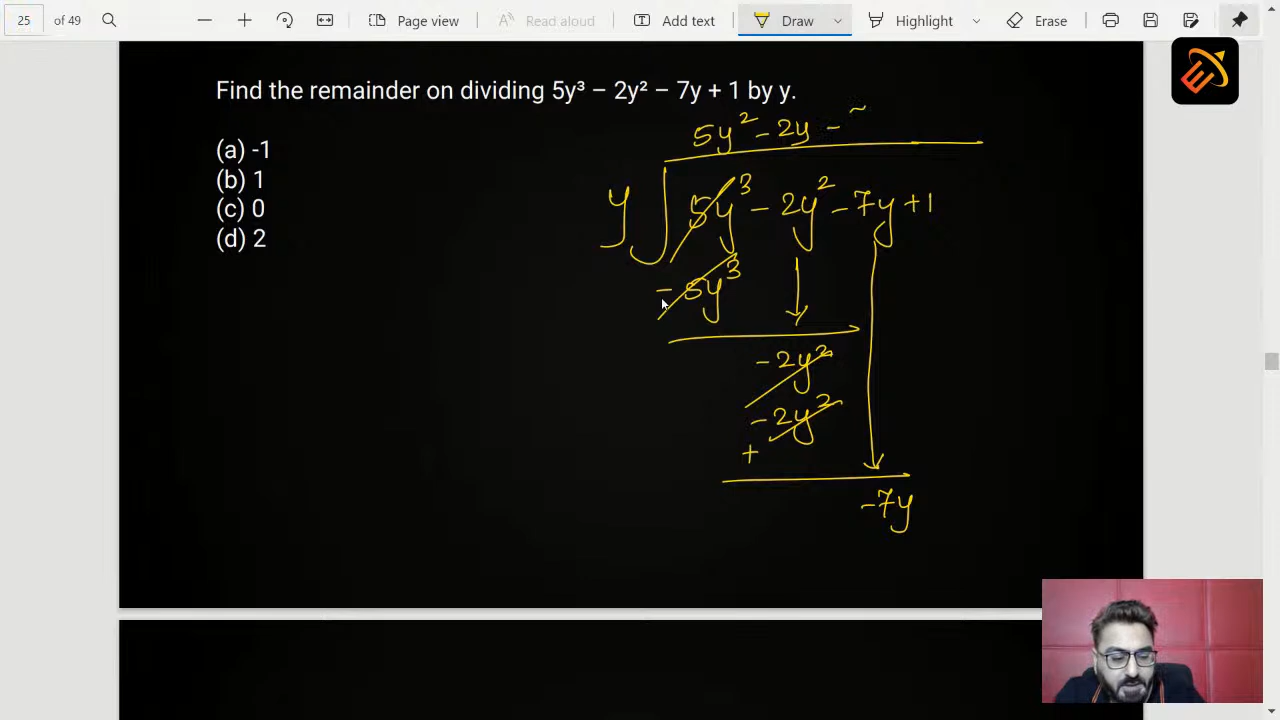 25 of 49 Page view Read aloud Add text Draw Highlight Erase
Find the remainder on dividing 5y³ – 2y² – 7y + 1 by y.
(a) -1
(b) 1
(c) 0
(d) 2
5y² - 2y -
y 5y³ - 2y² - 7y + 1
- 5y³
- 2y²
- 2y²
+
- 7y